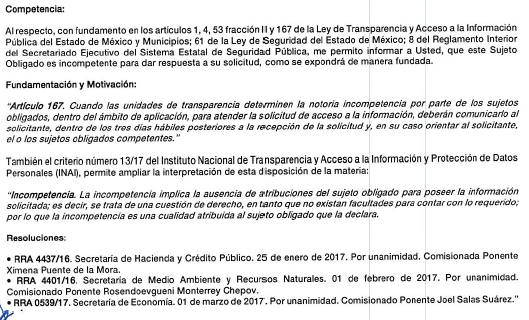 Competencia:
Al respecto, con fundamento en los artículos 1, 4, 53 fracción II y 167 de la Ley de Transparencia y Acceso a la Información
Pública del Estado de México y Municipios; 61 de la Ley de Seguridad del Estado de México; 8 del Reglamento Interior
del Secretariado Ejecutivo del Sistema Estatal de Seguridad Pública, me permito informar a Usted, que este Sujeto
Obligado es incompetente para dar respuesta a su solicitud, como se expondrá de manera fundada.
Fundamentación y Motivación:
"Artículo 167. Cuando las unidades de transparencia determinen la notoria incompetencia por parte de los sujetos
obligados, dentro del ámbito de aplicación, para atender la solicitud de acceso a la información, deberán comunicarlo al
solicitante, dentro de los tres días hábiles posteriores a la recepción de la solicitud y, en su caso orientar al solicitante,
el o los sujetos obligados competentes."
También el criterio número 13/17 del Instituto Nacional de Transparencia y Acceso a la Información y Protección de Datos
Personales (INAI), permite ampliar la interpretación de esta disposición de la materia:
"Incompetencia. La incompetencia implica la ausencia de atribuciones del sujeto obligado para poseer la información
solicitada; es decir, se trata de una cuestión de derecho, en tanto que no existan facultades para contar con lo requerido;
por lo que la incompetencia es una cualidad atribuida al sujeto obligado que la declara.
Resoluciones:
• RRA 4437/16. Secretaría de Hacienda y Crédito Público. 25 de enero de 2017. Por unanimidad. Comisionada Ponente
Ximena Puente de la Mora.
• RRA 4401/16. Secretaría de Medio Ambiente y Recursos Naturales. 01 de febrero de 2017. Por unanimidad.
Comisionado Ponente Rosendoevgueni Monterrey Chepov.
• RRA 0539/17. Secretaría de Economía. 01 de marzo de 2017. Por unanimidad. Comisionado Ponente Joel Salas Suárez."